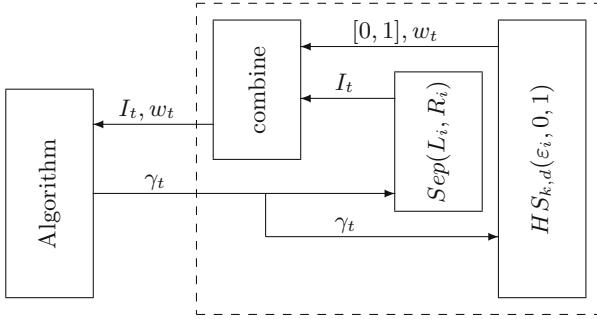 [0, 1], w_t
combine
I_t
Sep(L_i, R_i)
HS_{k,d}(ε_i, 0, 1)
I_t, w_t
Algorithm
γ_t
γ_t